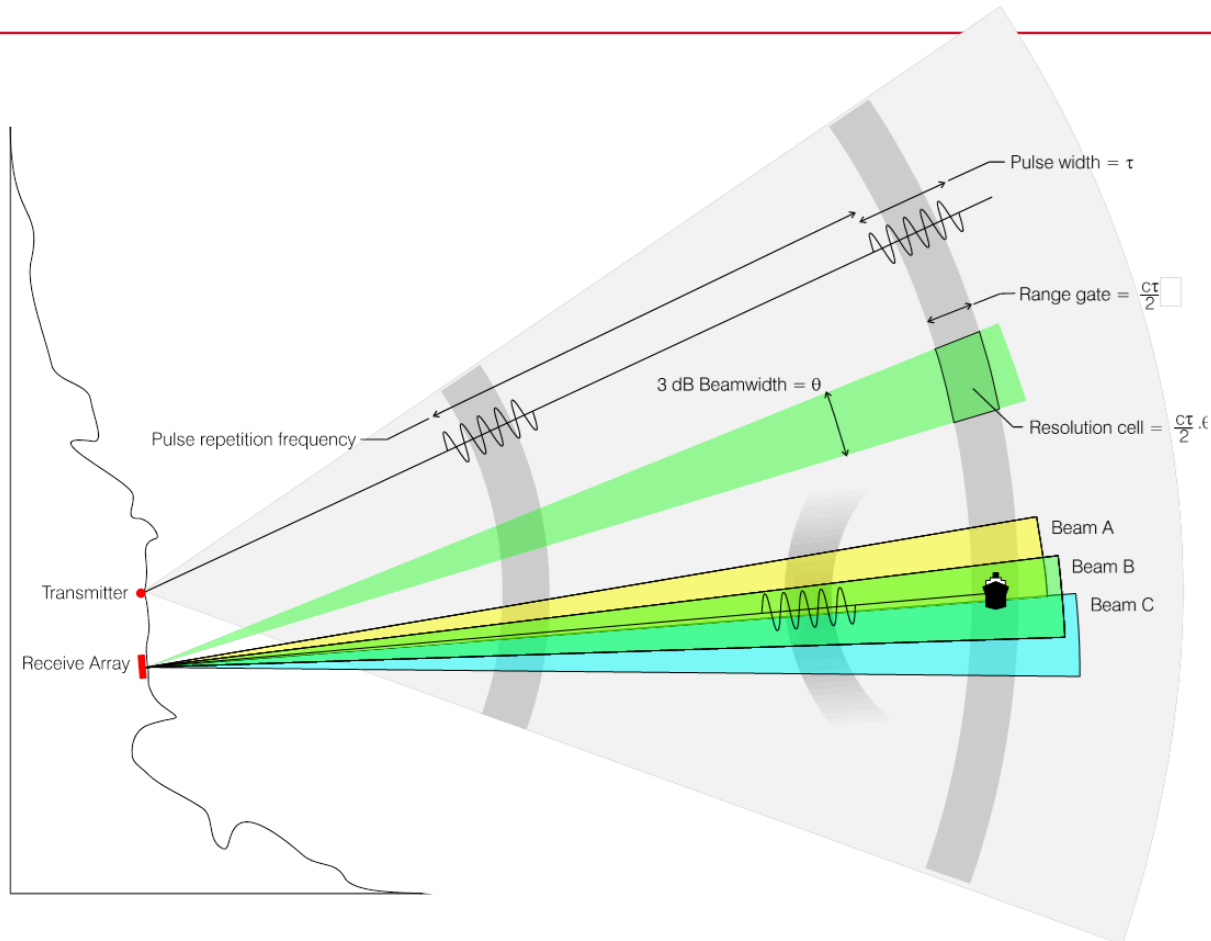 Pulse width = τ
Range gate = cτ/2
3 dB Beamwidth = θ
Resolution cell = cτ/2 .
Pulse repetition frequency
Beam A
Beam B
Beam C
Transmitter
Receive Array